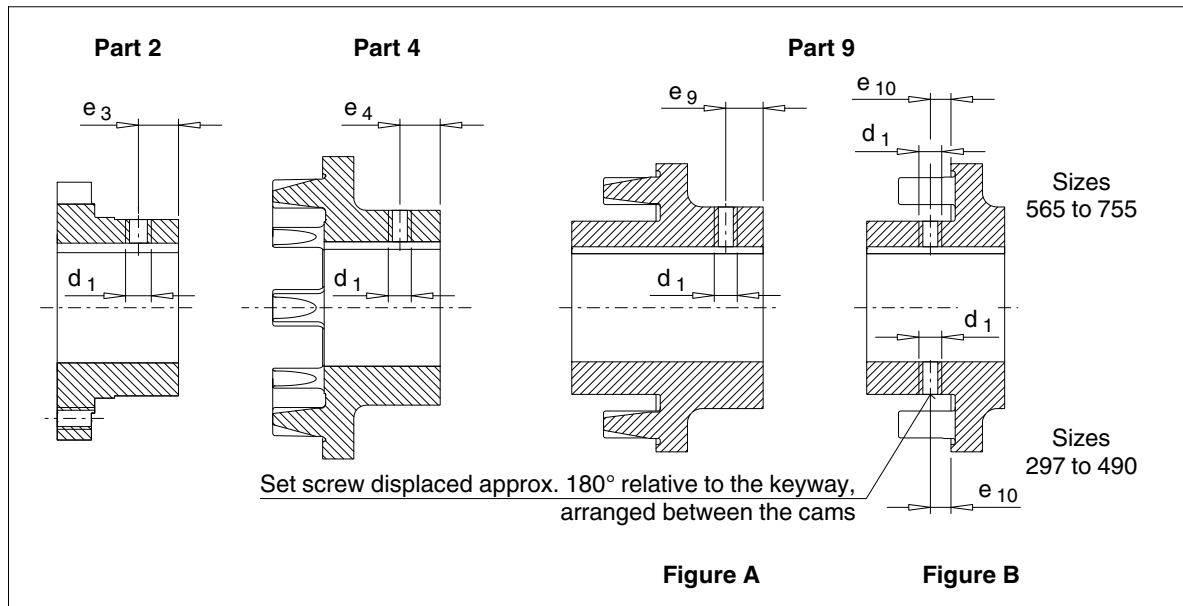 Part 2
Part 4
Part 9
e 3
e 4
e 9
e 10
d 1
Sizes
565 to 755
d 1
d 1
d 1
d 1
Sizes
297 to 490
Set screw displaced approx. 180° relative to the keyway,
arranged between the cams
e 10
Figure A
Figure B